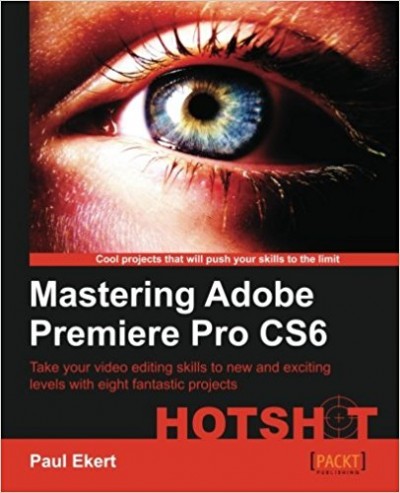 Cool projects that will push your skills to the limit
Mastering Adobe
Premiere Pro CS6
Take your video editing skills to new and exciting
levels with eight fantastic projects
HOTSHOT
Paul Ekert
[PACKT]
PUBLISHING